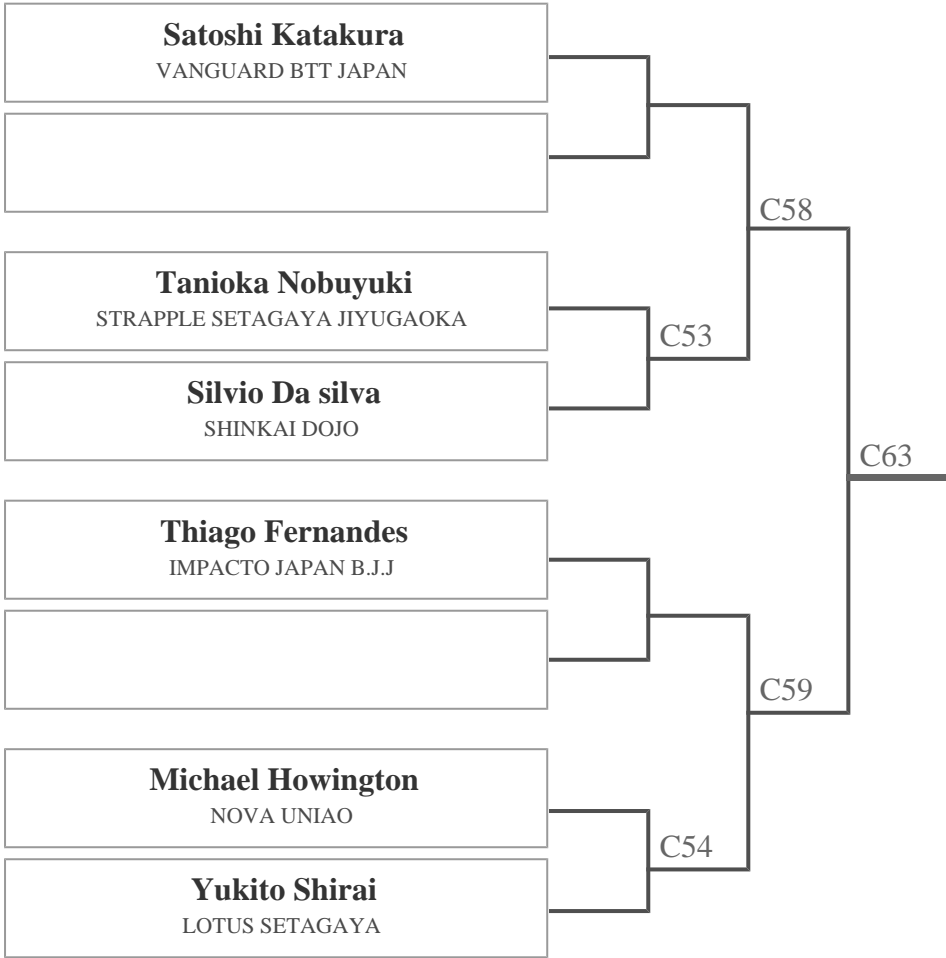 Satoshi Katakura
VANGUARD BTT JAPAN
C58
Tanioka Nobuyuki
STRAPPLE SETAGAYA JIYUGAOKA
C53
Silvio Da silva
SHINKAI DOJO
C63
Thiago Fernandes
IMPACTO JAPAN B.J.J
C59
Michael Howington
NOVA UNIAO
C54
Yukito Shirai
LOTUS SETAGAYA